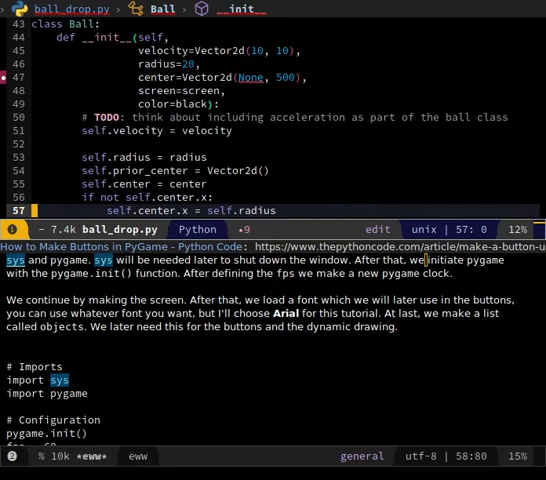 ball_drop.py > Ball > __init__
43 class Ball:
44 def __init__(self,
45 velocity=Vector2d(10, 10),
46 radius=20,
47 center=Vector2d(None, 500),
48 screen=screen,
49 color=black):
50 # TODO: think about including acceleration as part of the ball class
51 self.velocity = velocity
52
53 self.radius = radius
54 self.prior_center = Vector2d()
55 self.center = center
56 if not self.center.x:
57 self.center.x = self.radius
1 - 7.4k ball_drop.py Python •9 edit unix | 57: 0 12%
How to Make Buttons in PyGame - Python Code: https://www.thepythoncode.com/article/make-a-button-u
sys and pygame. sys will be needed later to shut down the window. After that, we initiate pygame
with the pygame.init() function. After defining the fps we make a new pygame clock.
We continue by making the screen. After that, we load a font which we will later use in the buttons,
you can use whatever font you want, but I'll choose Arial for this tutorial. At last, we make a list
called objects. We later need this for the buttons and the dynamic drawing.
# Imports
import sys
import pygame
# Configuration
pygame.init()
fps = 60
2 % 10k *eww* eww general utf-8 | 58:80 15%